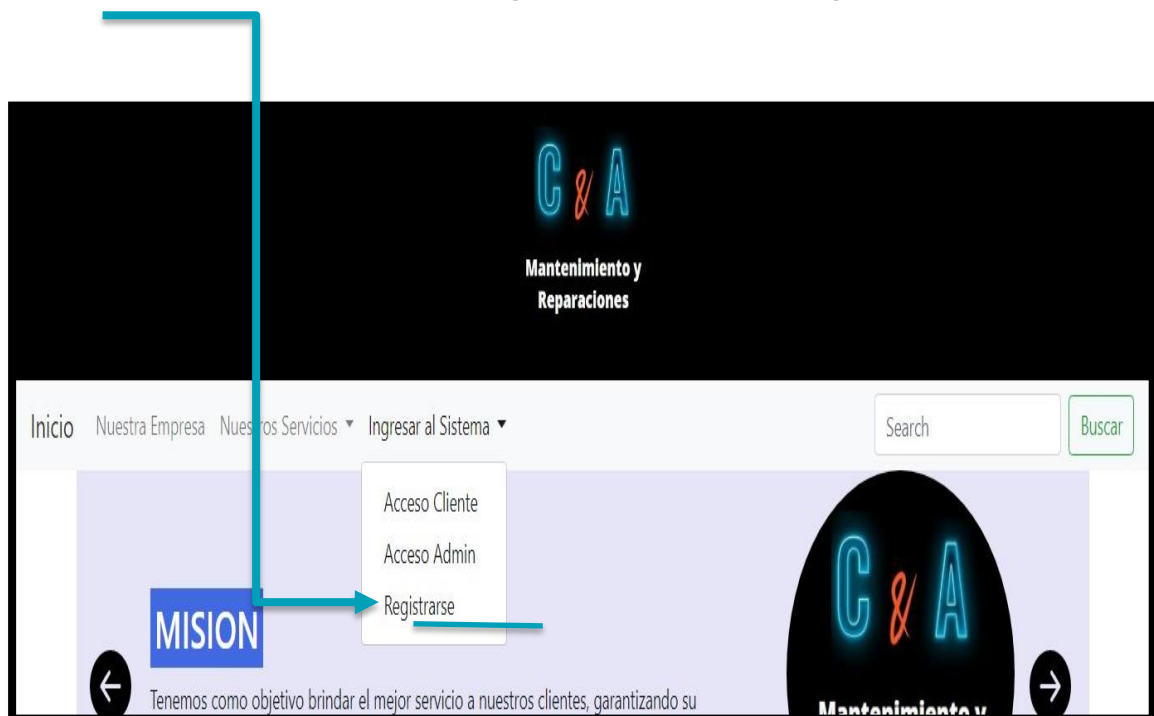 C & A
Mantenimiento y
Reparaciones
Inicio Nuestra Empresa Nuestros Servicios Ingresar al Sistema Search Buscar
Acceso Cliente
Acceso Admin
Registrarse
MISION
Tenemos como objetivo brindar el mejor servicio a nuestros clientes, garantizando su
C & A
Mantenimiento y